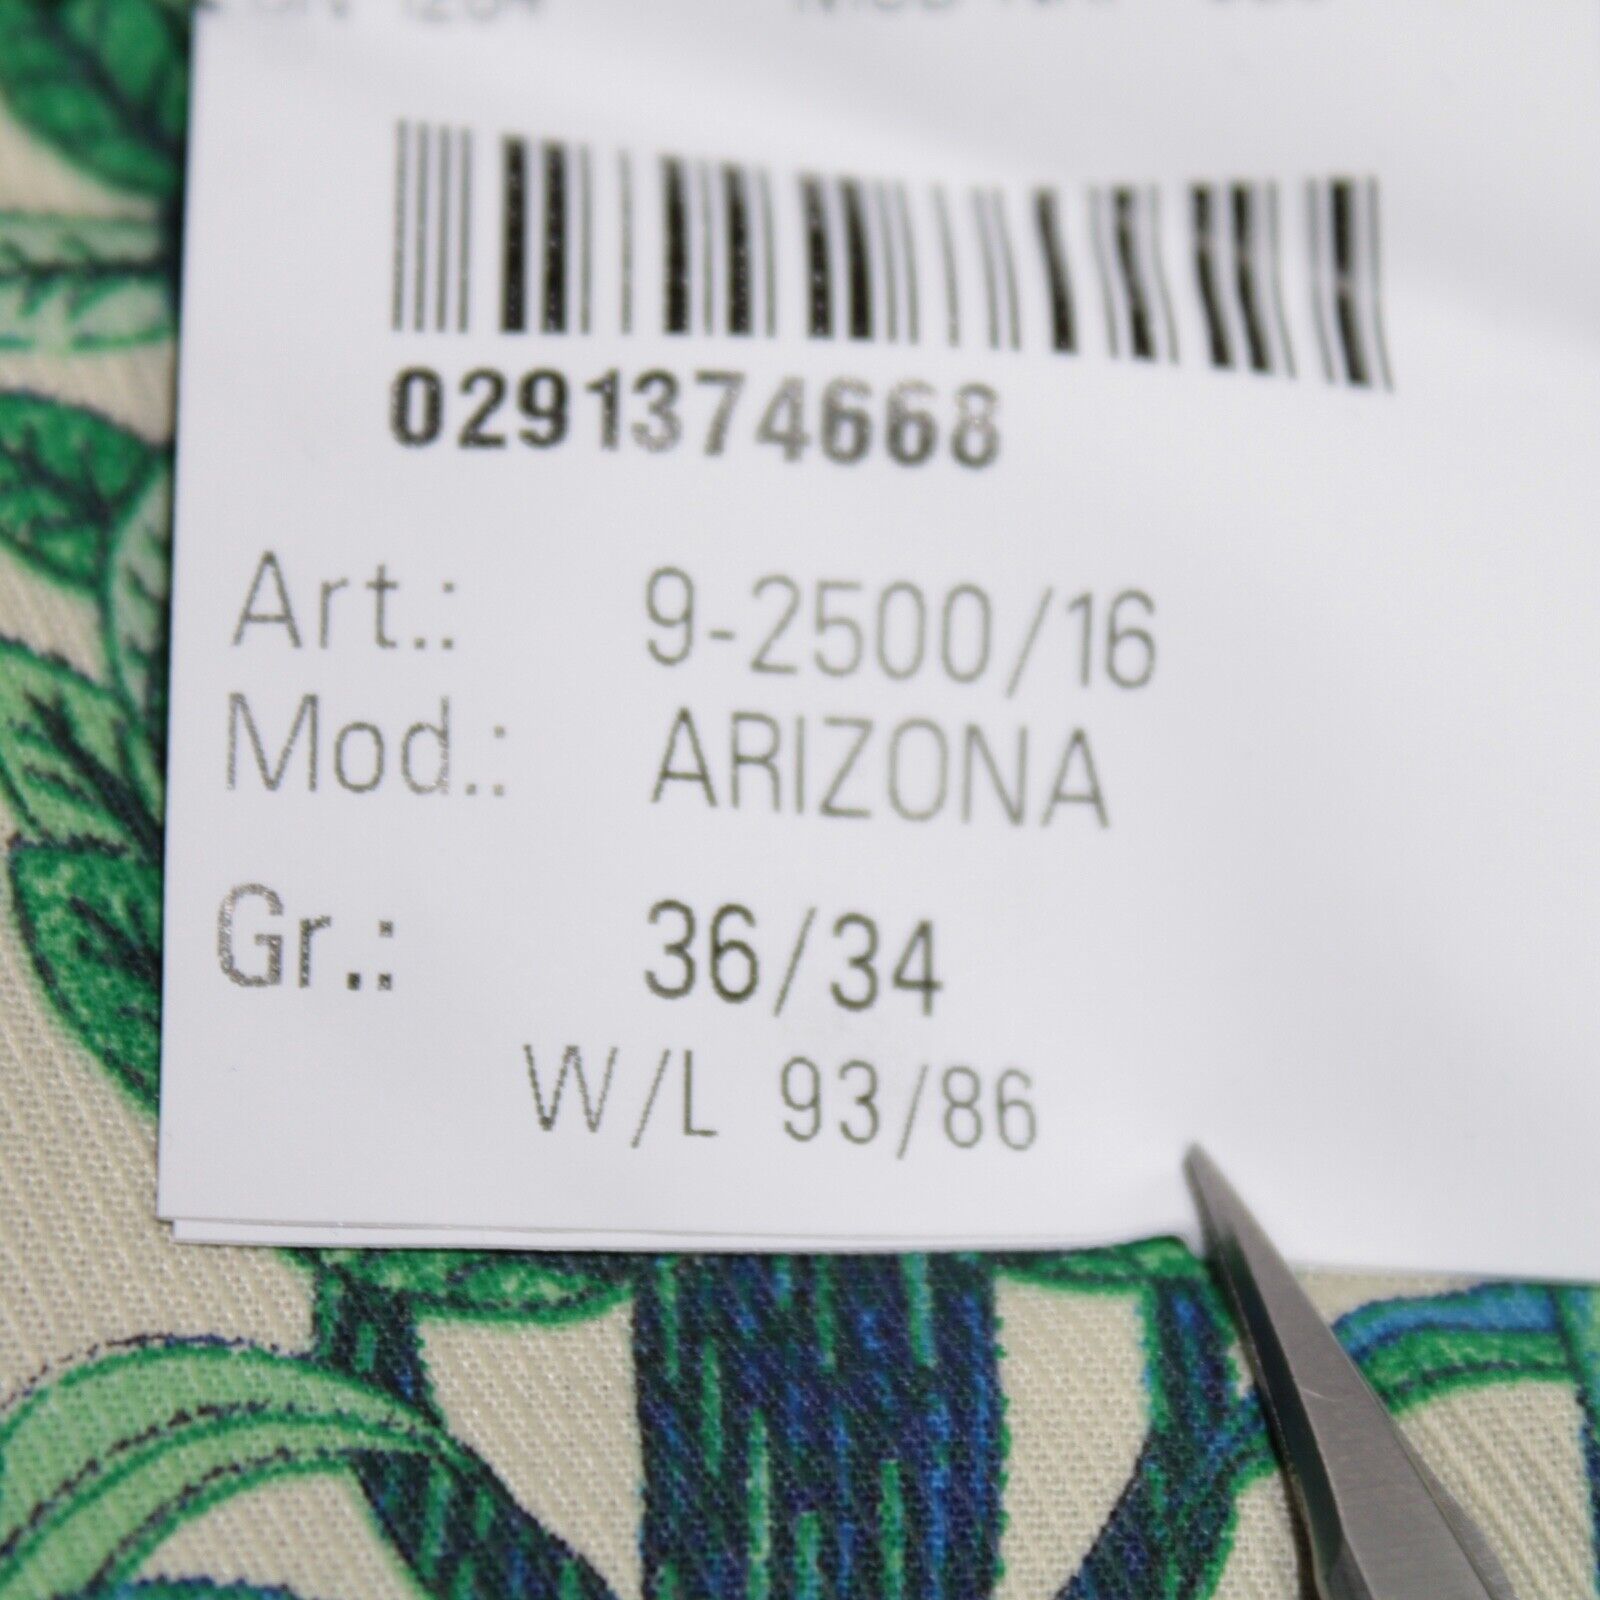 0291374668
Art.: 9-2500/16
Mod.: ARIZONA
Gr.: 36/34
W/L 93/86